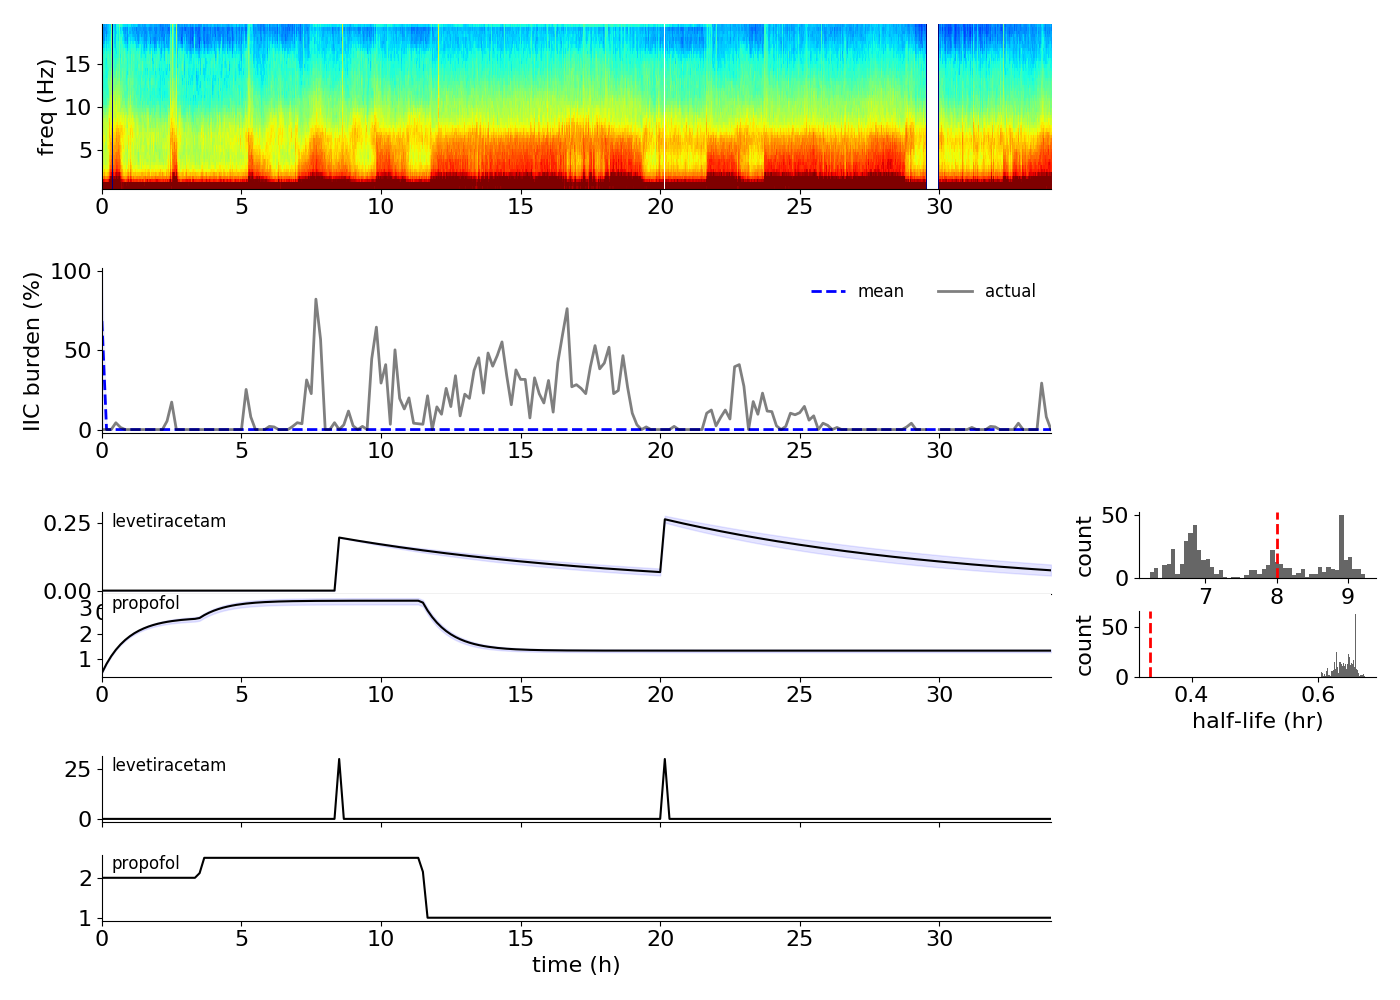 freq (Hz)
15
10
5
0 5 10 15 20 25 30
IIC burden (%)
100
50
0
mean actual
0 5 10 15 20 25 30
levetiracetam
0.25
0.00
propofol
3
2
1
0 5 10 15 20 25 30
count
50
0
7 8 9
count
50
0
0.4 0.6
half-life (hr)
levetiracetam
25
0
propofol
2
1
0 5 10 15 20 25 30
time (h)